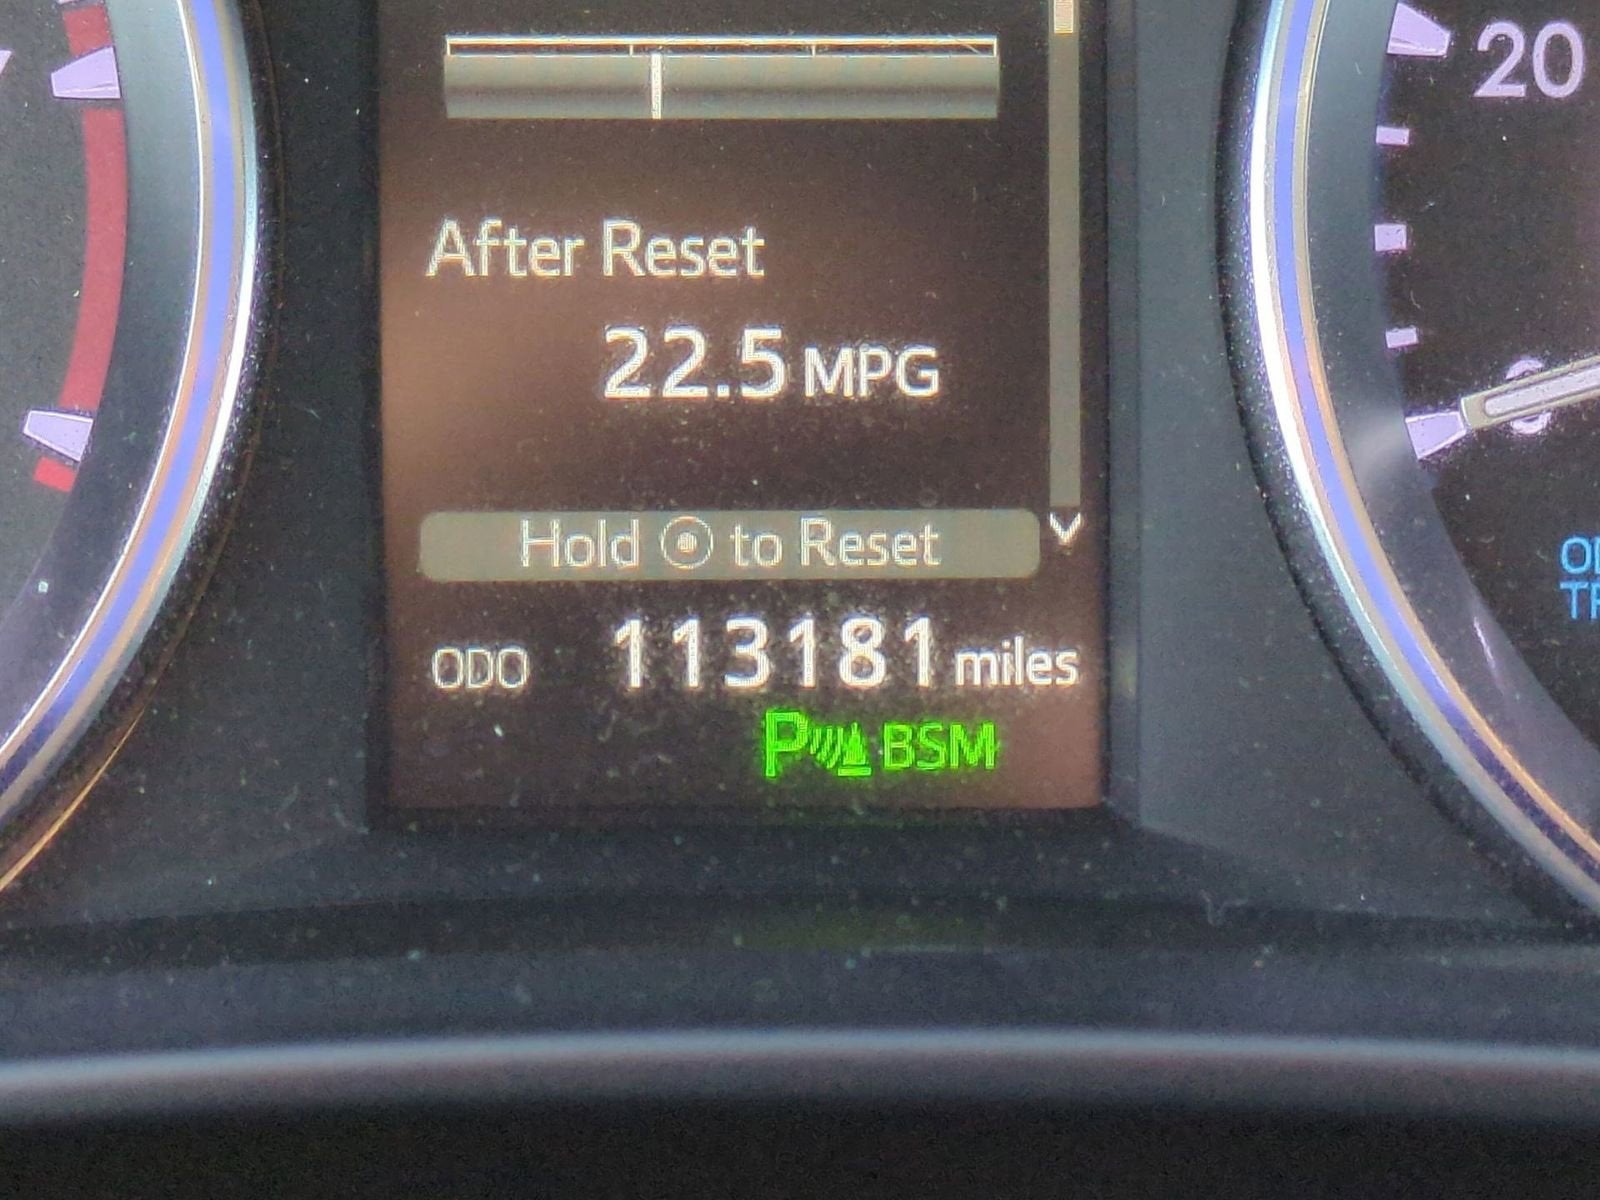 20
After Reset
22.5 MPG
Hold to Reset
ODO 113181 miles
P BSM